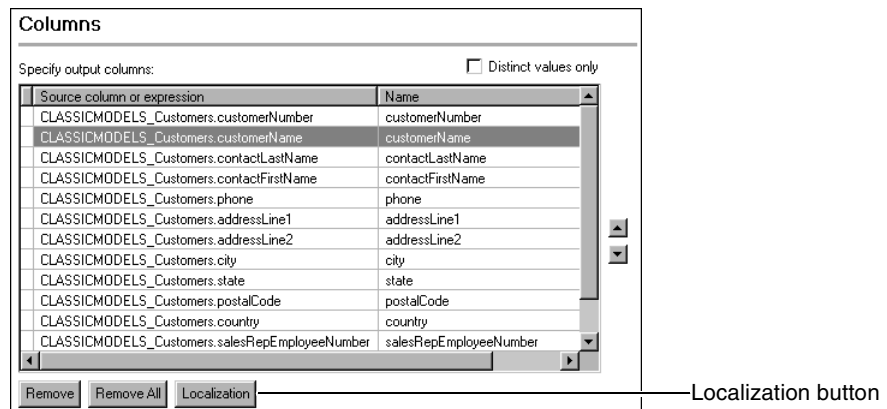 Columns
Specify output columns:
Distinct values only
Source column or expression Name
CLASSICMODELS_Customers.customerNumber customerNumber
CLASSICMODELS_Customers.customerName customerName
CLASSICMODELS_Customers.contactLastName contactLastName
CLASSICMODELS_Customers.contactFirstName contactFirstName
CLASSICMODELS_Customers.phone phone
CLASSICMODELS_Customers.addressLine1 addressLine1
CLASSICMODELS_Customers.addressLine2 addressLine2
CLASSICMODELS_Customers.city city
CLASSICMODELS_Customers.state state
CLASSICMODELS_Customers.postalCode postalCode
CLASSICMODELS_Customers.country country
CLASSICMODELS_Customers.salesRepEmployeeNumber salesRepEmployeeNumber
Remove Remove All Localization Localization button